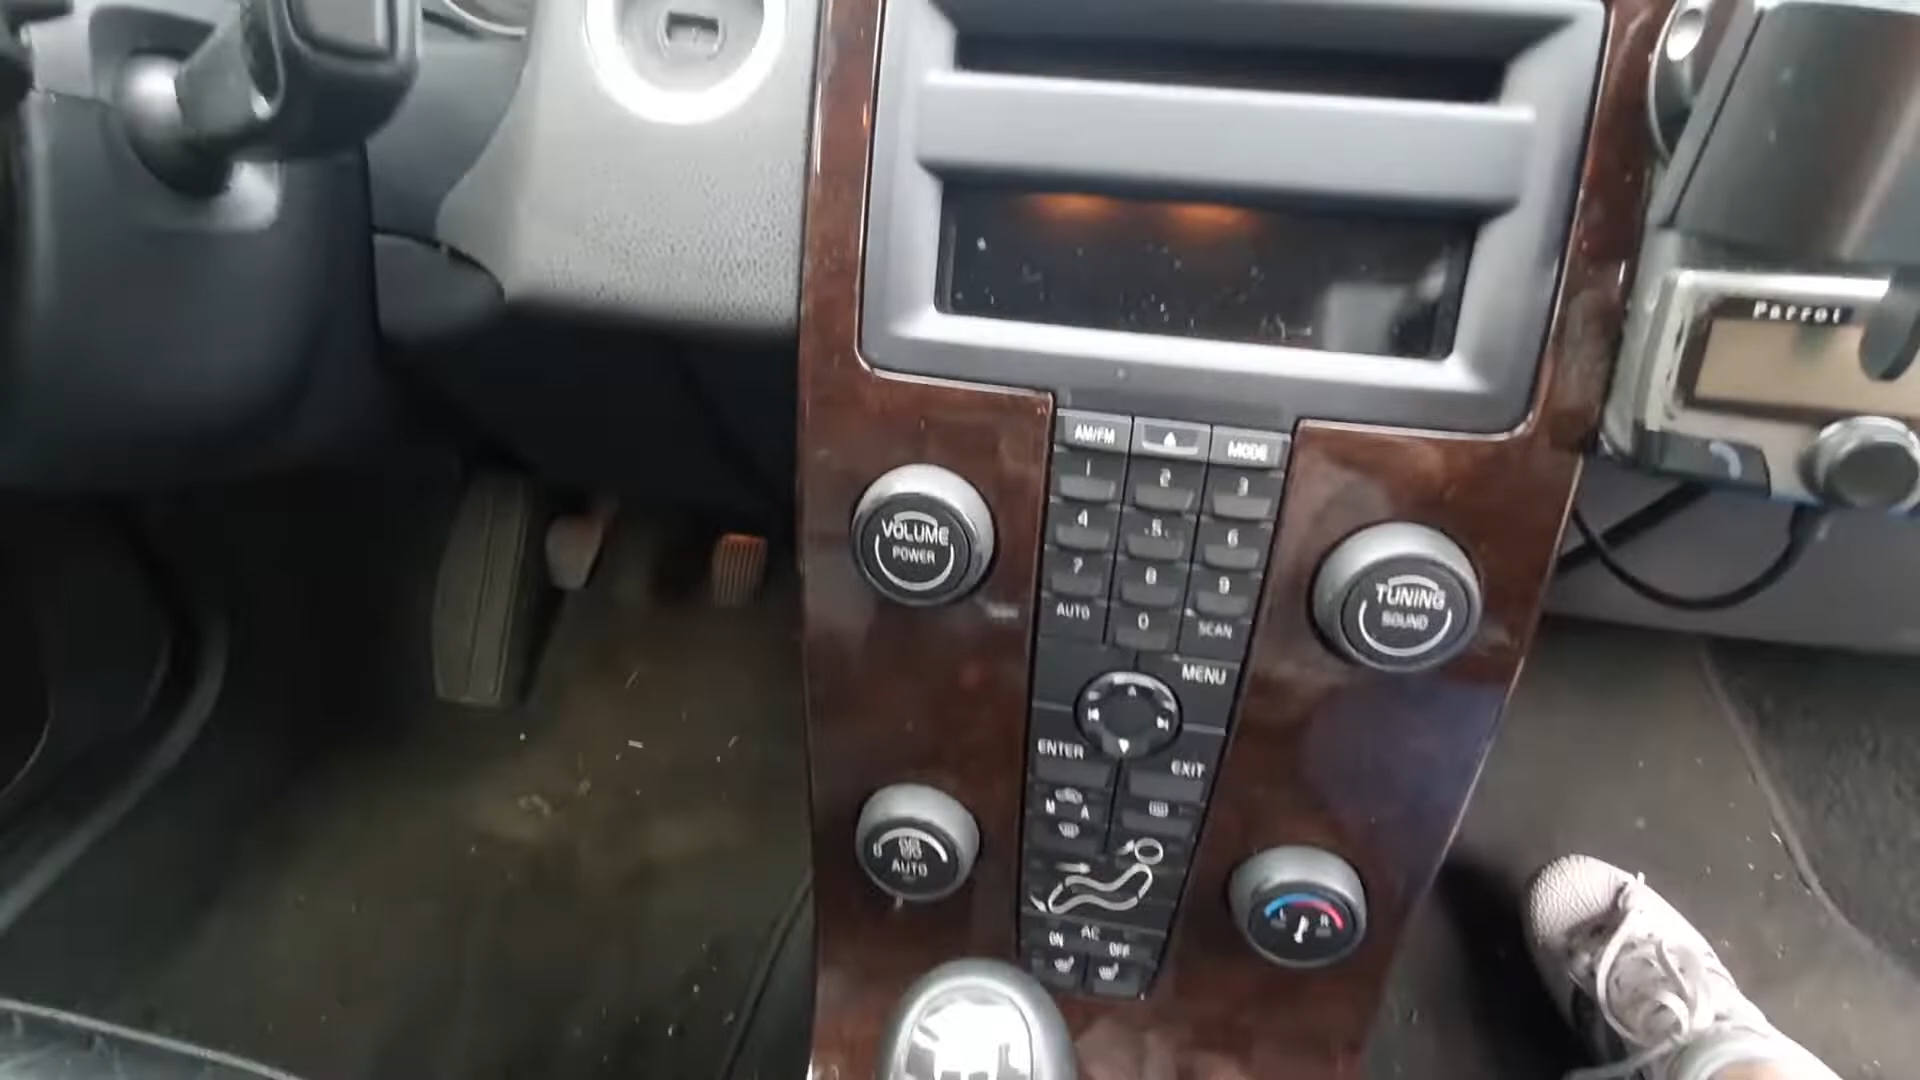 Parrot
AM/FM
MODE
1
2
3
4
5
6
7
8
9
AUTO
0
SCAN
VOLUME
POWER
TUNING
SOUND
MENU
ENTER
EXIT
M
A
0
AUTO
L
AC
ON
OFF